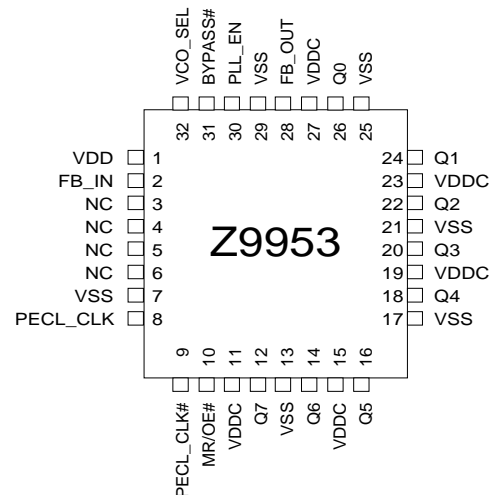 VCO_SEL
BYPASS#
PLL_EN
VSS
FB_OUT
VDDC
Q0
VSS
32
31
30
29
28
27
26
25
VDD 1
FB_IN 2
NC 3
NC 4
NC 5
NC 6
VSS 7
PECL_CLK 8
Z9953
24 Q1
23 VDDC
22 Q2
21 VSS
20 Q3
19 VDDC
18 Q4
17 VSS
9
10
11
12
13
14
15
16
PECL_CLK#
MR/OE#
VDDC
Q7
VSS
Q6
VDDC
Q5